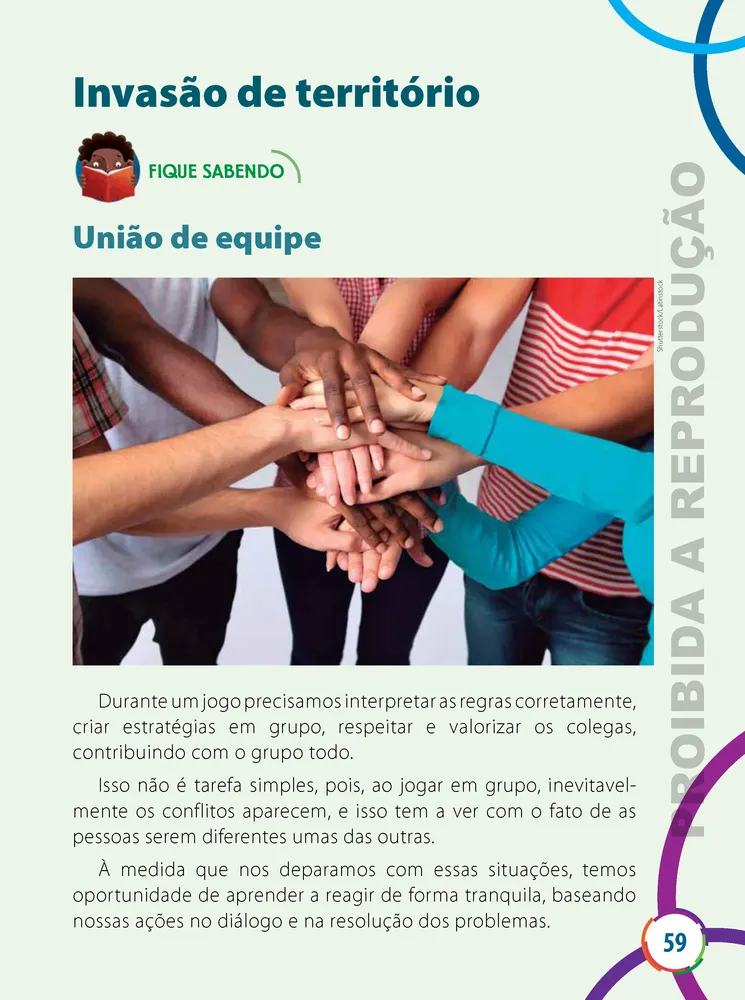 Invasão de território
FIQUE SABENDO
União de equipe
Shutterstock/Latinstock
Durante um jogo precisamos interpretar as regras corretamente,
criar estratégias em grupo, respeitar e valorizar os colegas,
contribuindo com o grupo todo.
Isso não é tarefa simples, pois, ao jogar em grupo, inevitavel-
mente os conflitos aparecem, e isso tem a ver com o fato de as
pessoas serem diferentes umas das outras.
À medida que nos deparamos com essas situações, temos
oportunidade de aprender a reagir de forma tranquila, baseando
nossas ações no diálogo e na resolução dos problemas.
PROIBIDA A REPRODUÇÃO
59